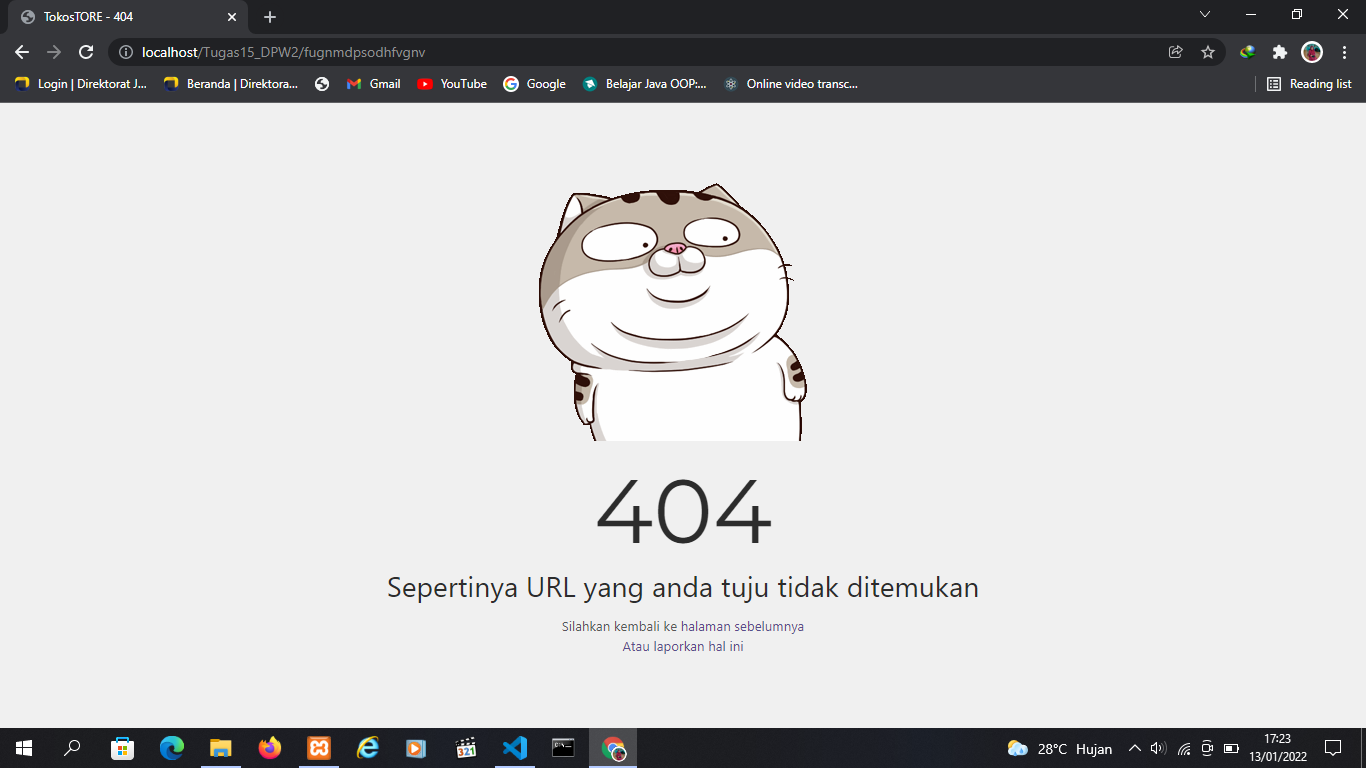 TokosTORE - 404
localhost/Tugas15_DPW2/fugnmdpsodhfvgnv
Login | Direktorat J...
Beranda | Direktora...
Gmail
YouTube
Google
Belajar Java OOP:...
Online video transc...
Reading list
404
Sepertinya URL yang anda tuju tidak ditemukan
Silahkan kembali ke halaman sebelumnya
Atau laporkan hal ini
321
28°C Hujan
17:23
13/01/2022